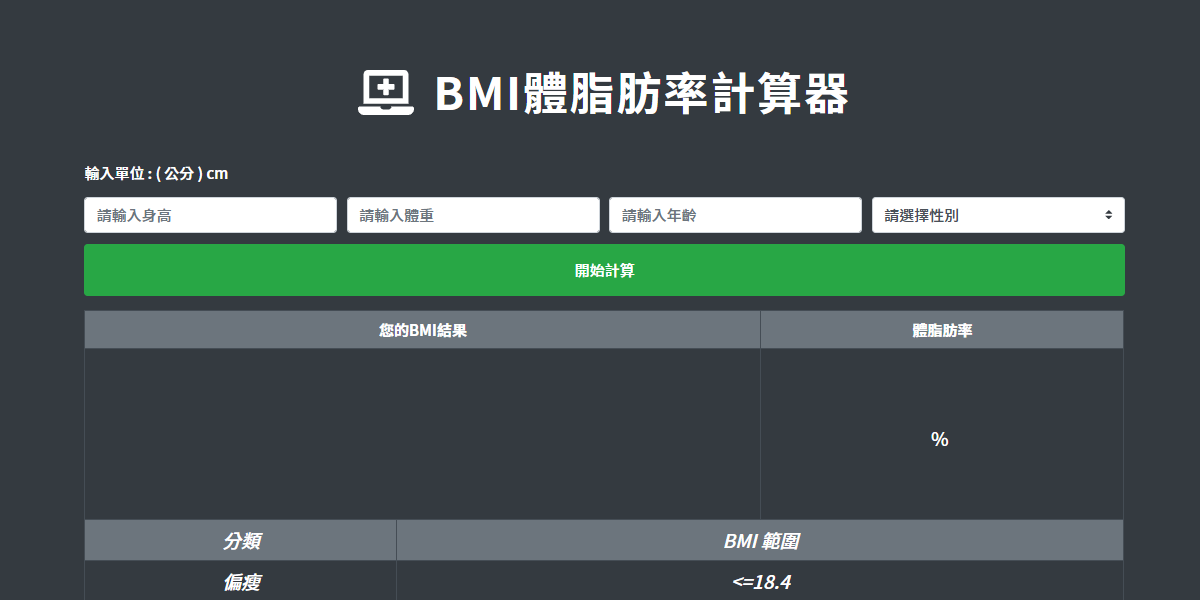 BMI體脂肪率計算器
輸入單位 : ( 公分 ) cm
請輸入身高 請輸入體重 請輸入年齡 請選擇性別
開始計算
您的BMI結果 體脂肪率
%
分類 BMI 範圍
偏瘦 <=18.4